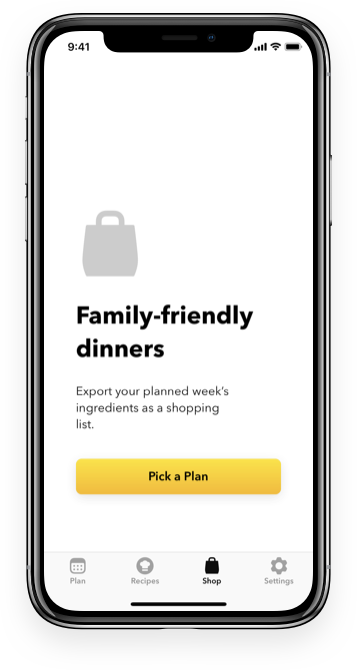 9:41
Family-friendly
dinners
Export your planned week's
ingredients as a shopping
list.
Pick a Plan
Plan Recipes Shop Settings